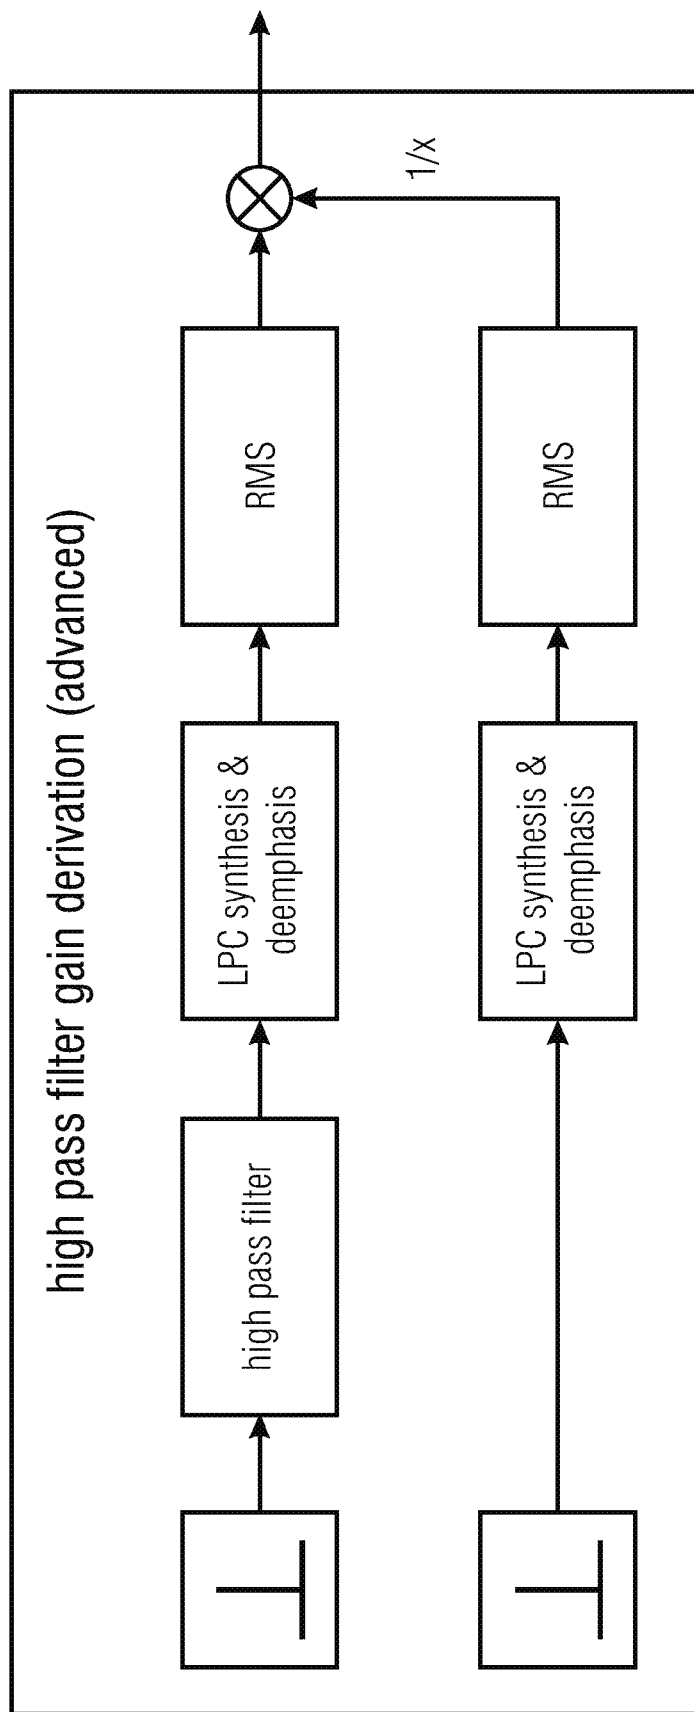 high pass filter gain derivation (advanced)
high pass filter
LPC synthesis &
deemphasis
RMS
1/x
LPC synthesis &
deemphasis
RMS